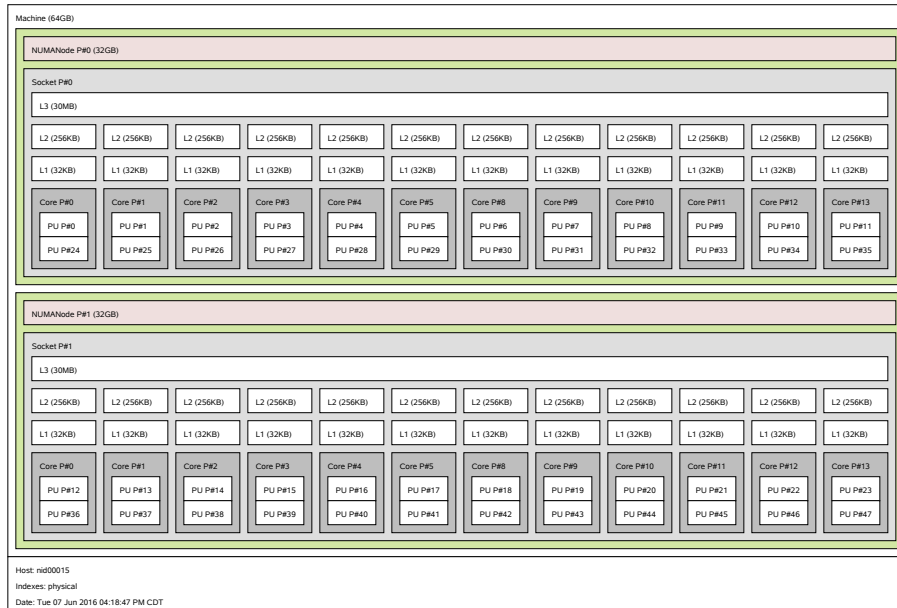 Machine (64GB)
NUMANode P#0 (32GB)
Socket P#0
L3 (30MB)
L2 (256KB) L2 (256KB) L2 (256KB) L2 (256KB) L2 (256KB) L2 (256KB) L2 (256KB) L2 (256KB) L2 (256KB) L2 (256KB) L2 (256KB) L2 (256KB)
L1 (32KB) L1 (32KB) L1 (32KB) L1 (32KB) L1 (32KB) L1 (32KB) L1 (32KB) L1 (32KB) L1 (32KB) L1 (32KB) L1 (32KB) L1 (32KB)
Core P#0 Core P#1 Core P#2 Core P#3 Core P#4 Core P#5 Core P#8 Core P#9 Core P#10 Core P#11 Core P#12 Core P#13
PU P#0 PU P#1 PU P#2 PU P#3 PU P#4 PU P#5 PU P#6 PU P#7 PU P#8 PU P#9 PU P#10 PU P#11
PU P#24 PU P#25 PU P#26 PU P#27 PU P#28 PU P#29 PU P#30 PU P#31 PU P#32 PU P#33 PU P#34 PU P#35
NUMANode P#1 (32GB)
Socket P#1
L3 (30MB)
L2 (256KB) L2 (256KB) L2 (256KB) L2 (256KB) L2 (256KB) L2 (256KB) L2 (256KB) L2 (256KB) L2 (256KB) L2 (256KB) L2 (256KB) L2 (256KB)
L1 (32KB) L1 (32KB) L1 (32KB) L1 (32KB) L1 (32KB) L1 (32KB) L1 (32KB) L1 (32KB) L1 (32KB) L1 (32KB) L1 (32KB) L1 (32KB)
Core P#0 Core P#1 Core P#2 Core P#3 Core P#4 Core P#5 Core P#8 Core P#9 Core P#10 Core P#11 Core P#12 Core P#13
PU P#12 PU P#13 PU P#14 PU P#15 PU P#16 PU P#17 PU P#18 PU P#19 PU P#20 PU P#21 PU P#22 PU P#23
PU P#36 PU P#37 PU P#38 PU P#39 PU P#40 PU P#41 PU P#42 PU P#43 PU P#44 PU P#45 PU P#46 PU P#47
Host: nid00015
Indexes: physical
Date: Tue 07 Jun 2016 04:18:47 PM CDT